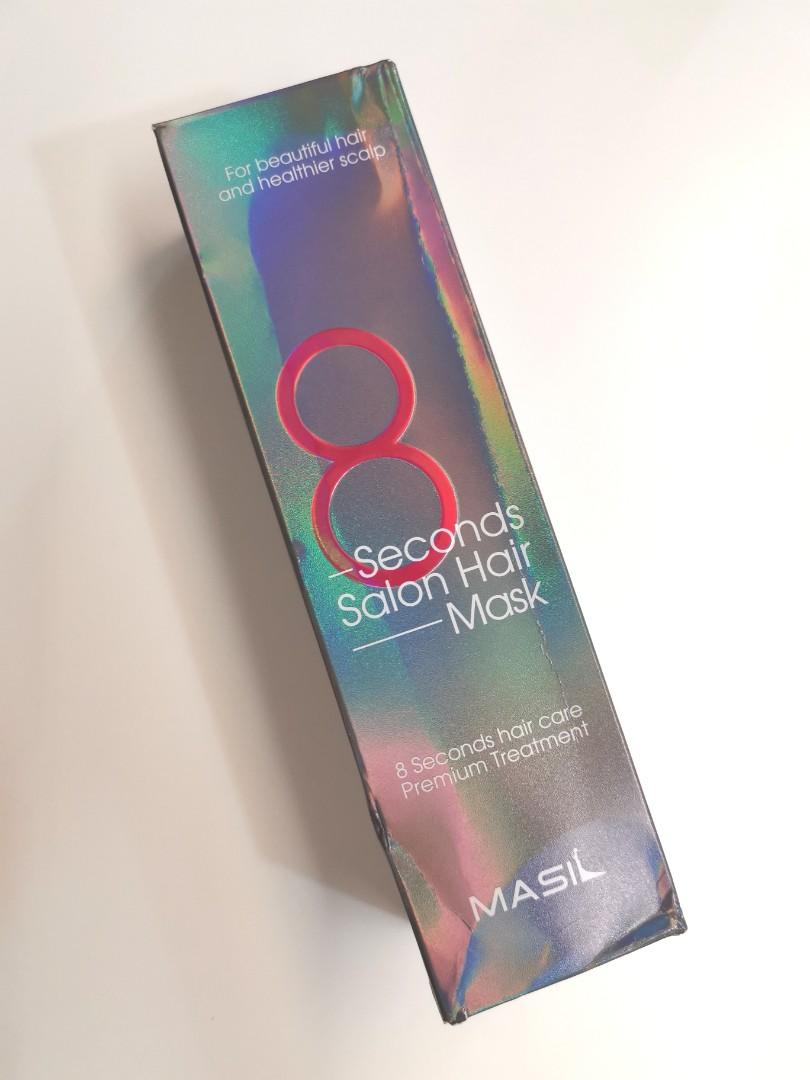 For beautiful hair
and healthier scalp
8
Seconds
Salon Hair
Mask
8 Seconds hair care
Premium Treatment
MASIL